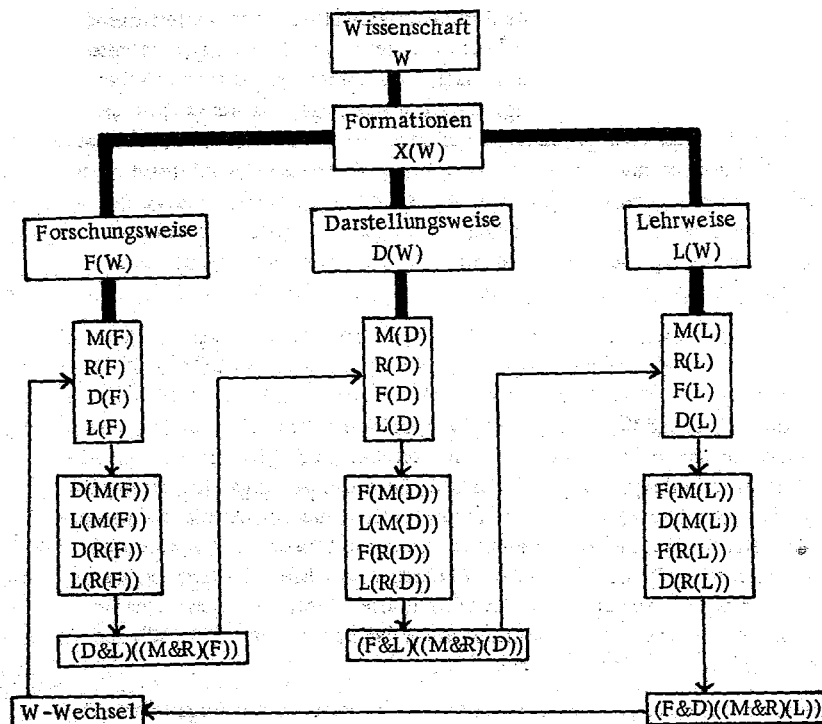 Wissenschaft
W
Formationen
X(W)
Forschungsweise
F(W)
Darstellungsweise
D(W)
Lehrweise
L(W)
M(F)
R(F)
D(F)
L(F)
M(D)
R(D)
F(D)
L(D)
M(L)
R(L)
F(L)
D(L)
D(M(F))
L(M(F))
D(R(F))
L(R(F))
F(M(D))
L(M(D))
F(R(D))
L(R(D))
F(M(L))
D(M(L))
F(R(L))
D(R(L))
(D&L)((M&R)(F))
(F&L)((M&R)(D))
W-Wechsel
(F&D)((M&R)(L))